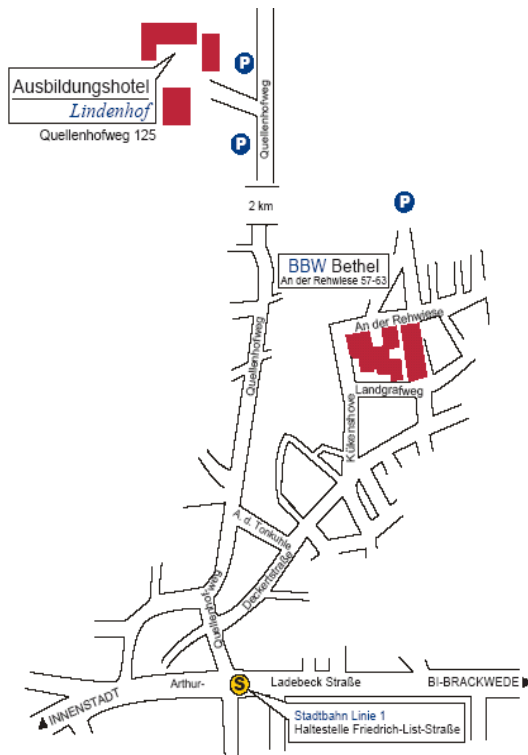 P
Ausbildungshotel
Lindenhof
Quellenhofweg 125
P
Quellenhofweg
2 km
P
BBW Bethel
An der Rehwiese 57-63
An der Rehwiese
Quellenhofweg
Landgrafweg
Kükenshove
A. d. Tonkuhle
Deckertstraße
Quellenhofweg
Arthur-
S
Ladebeck Straße
BI-BRACKWEDE
INNENSTADT
Stadtbahn Linie 1
Haltestelle Friedrich-List-Straße